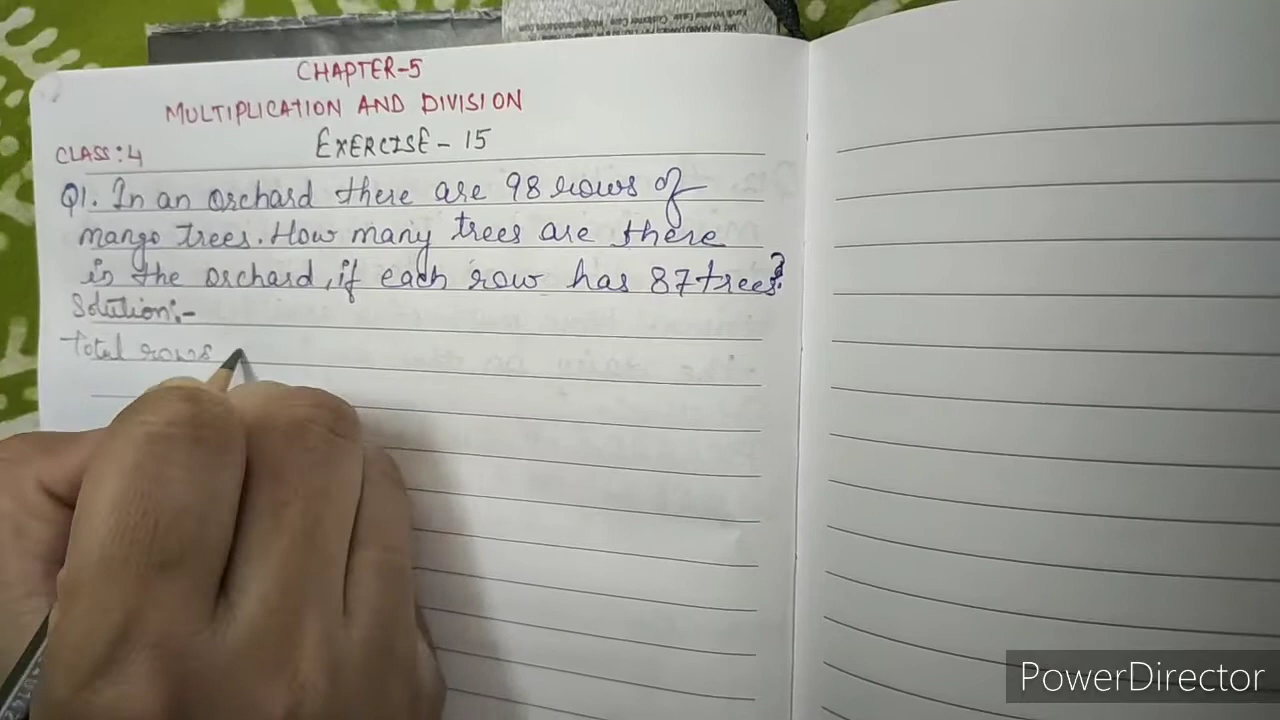 CHAPTER-5
MULTIPLICATION AND DIVISION
EXERCISE - 15
CLASS: 4
Q1. In an orchard there are 98 rows of
mango trees. How many trees are there
in the orchard, if each row has 87 trees?
Solution:-
Total rows
PowerDirector